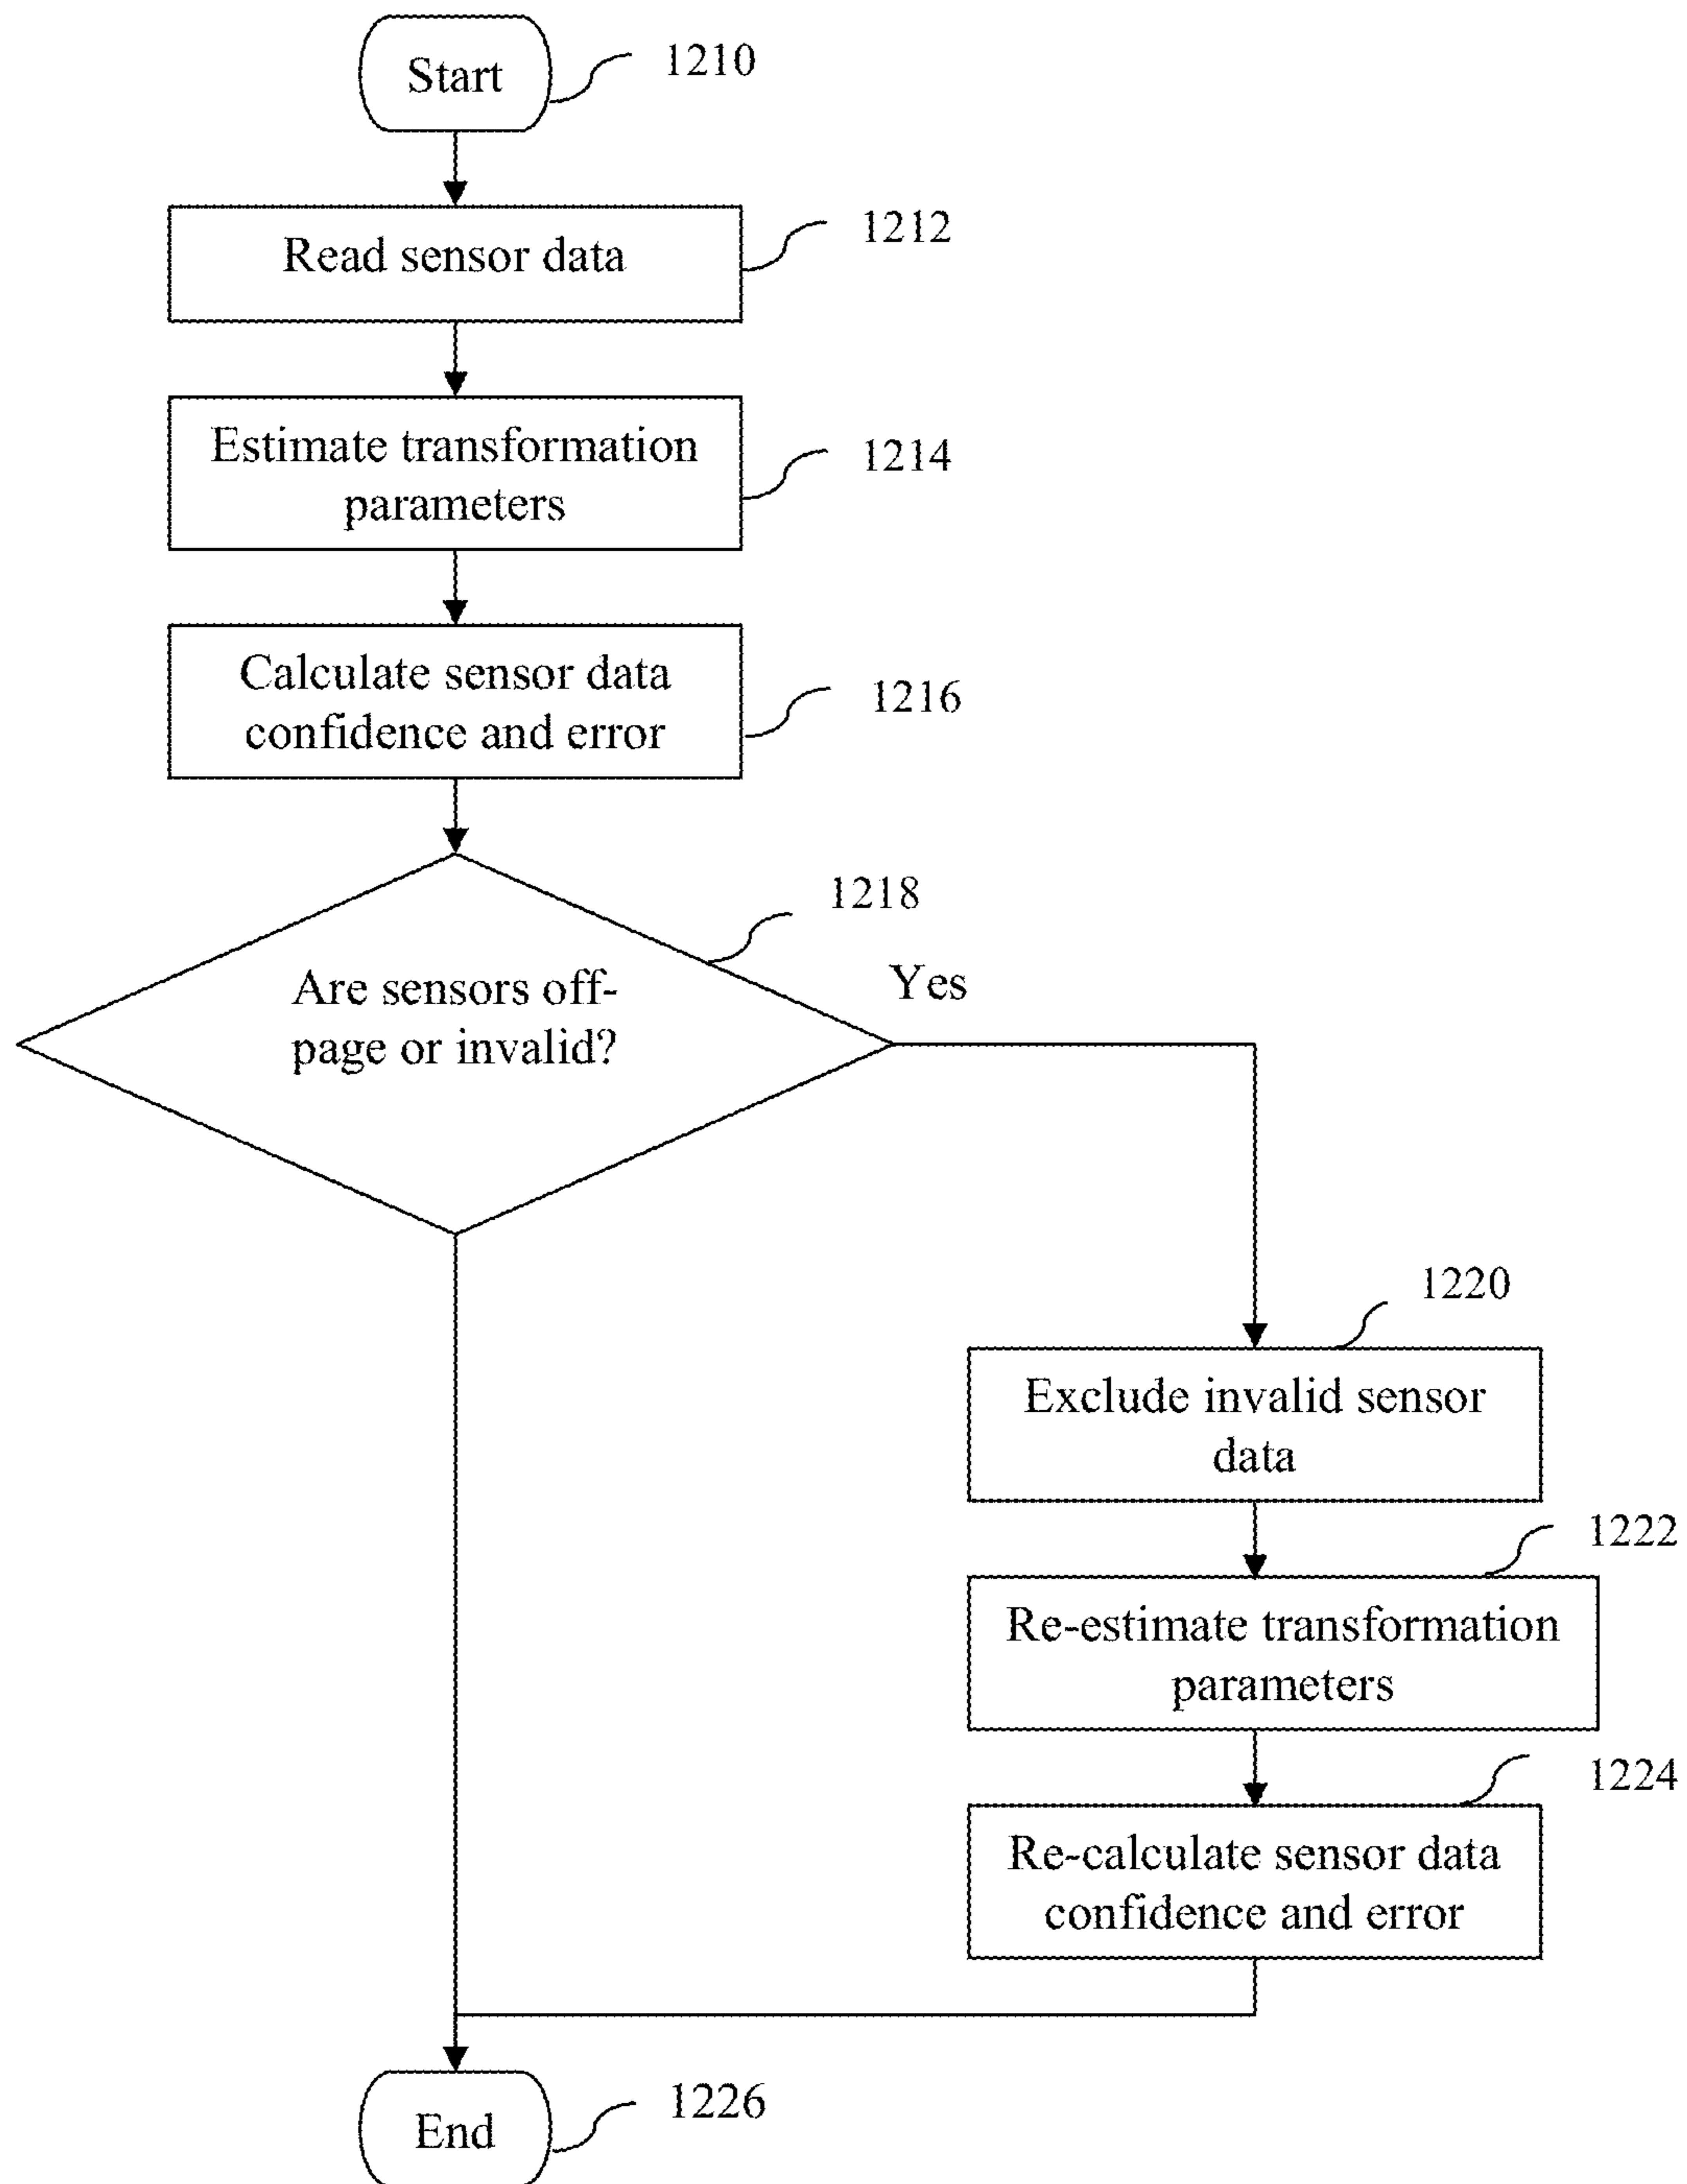 Start
1210
Read sensor data
1212
Estimate transformation
parameters
1214
Calculate sensor data
confidence and error
1216
Are sensors off-
page or invalid?
1218
Yes
Exclude invalid sensor
data
1220
Re-estimate transformation
parameters
1222
Re-calculate sensor data
confidence and error
1224
End
1226